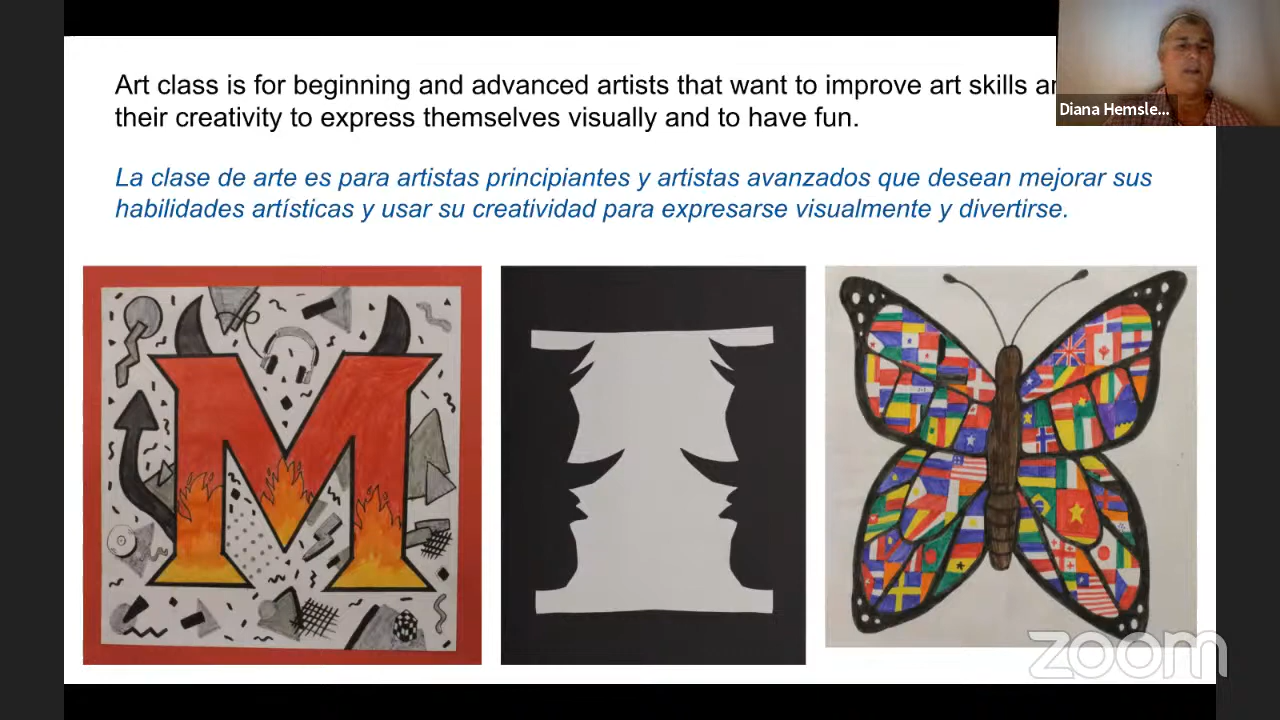 Art class is for beginning and advanced artists that want to improve art skills
their creativity to express themselves visually and to have fun.
La clase de arte es para artistas principiantes y artistas avanzados que desean mejorar sus
habilidades artísticas y usar su creatividad para expresarse visualmente y divertirse.
Diana Hemsle...
M
zoom